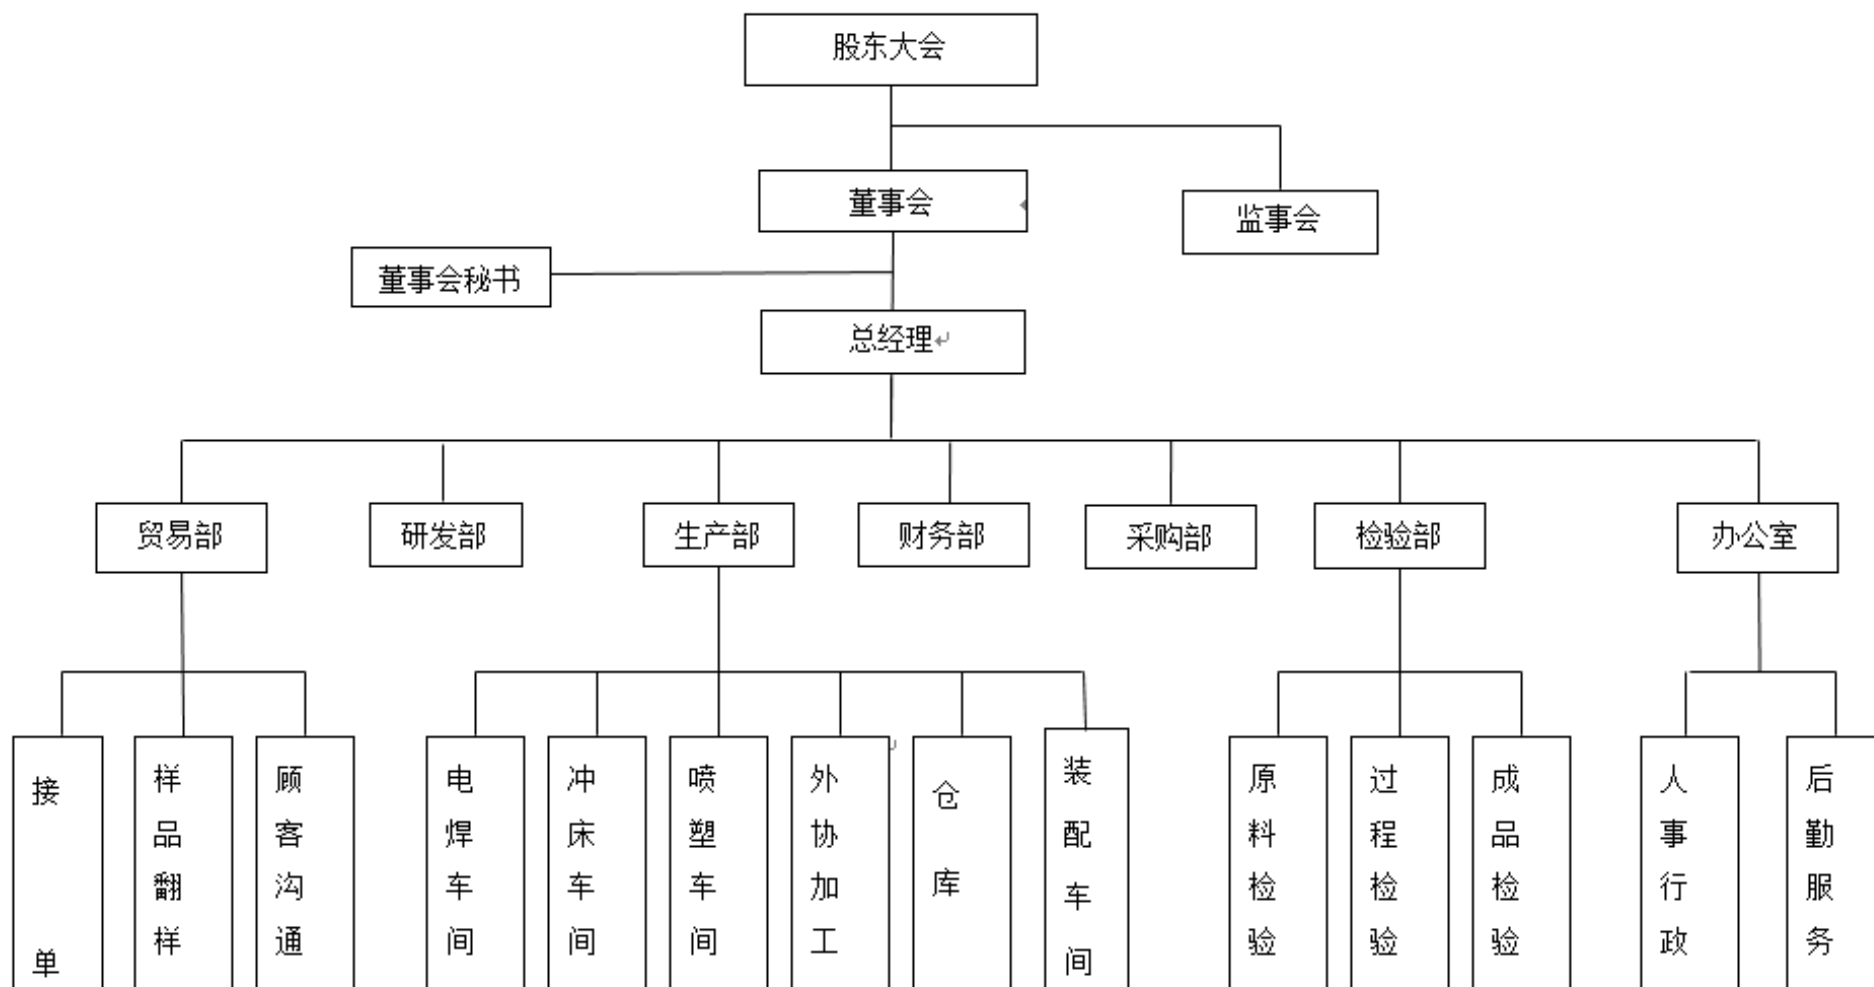 股东大会
董事会
监事会
董事会秘书
总经理
贸易部
研发部
生产部
财务部
采购部
检验部
办公室
接单
样品翻样
顾客沟通
电焊车间
冲床车间
喷塑车间
外协加工
仓库
装配车间
原料检验
过程检验
成品检验
人事行政
后勤服务